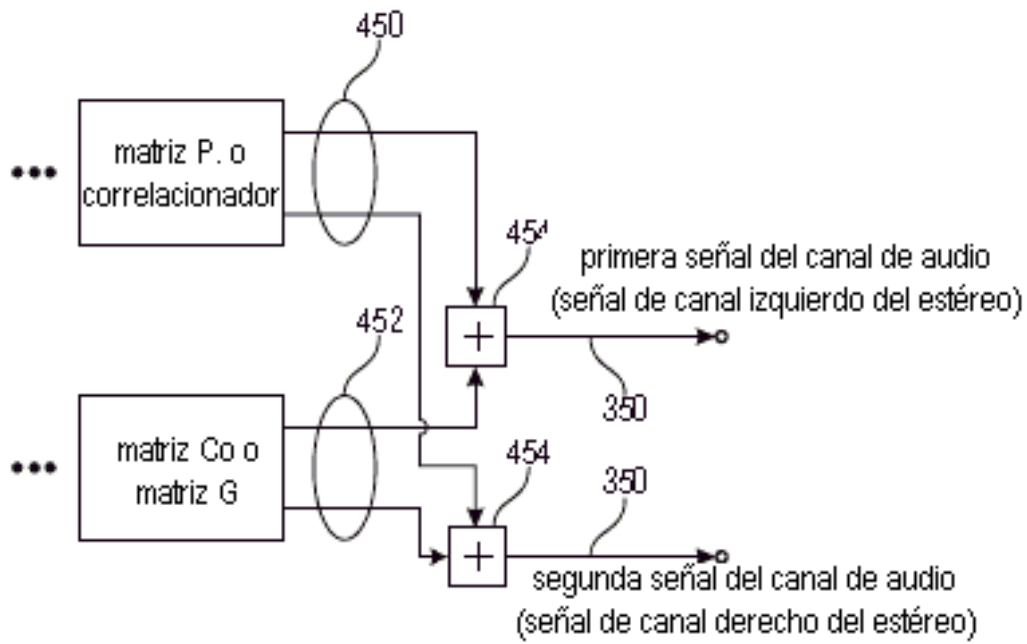 450
matriz P. o
correlacionador
454
primera señal del canal de audio
(señal de canal izquierdo del estéreo)
452
350
matriz Co o
matriz G
454
350
segunda señal del canal de audio
(señal de canal derecho del estéreo)